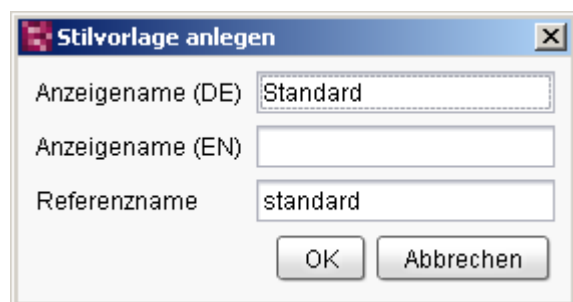 Stilvorlage anlegen
Anzeigename (DE) Standard
Anzeigename (EN)
Referenzname standard
OK Abbrechen